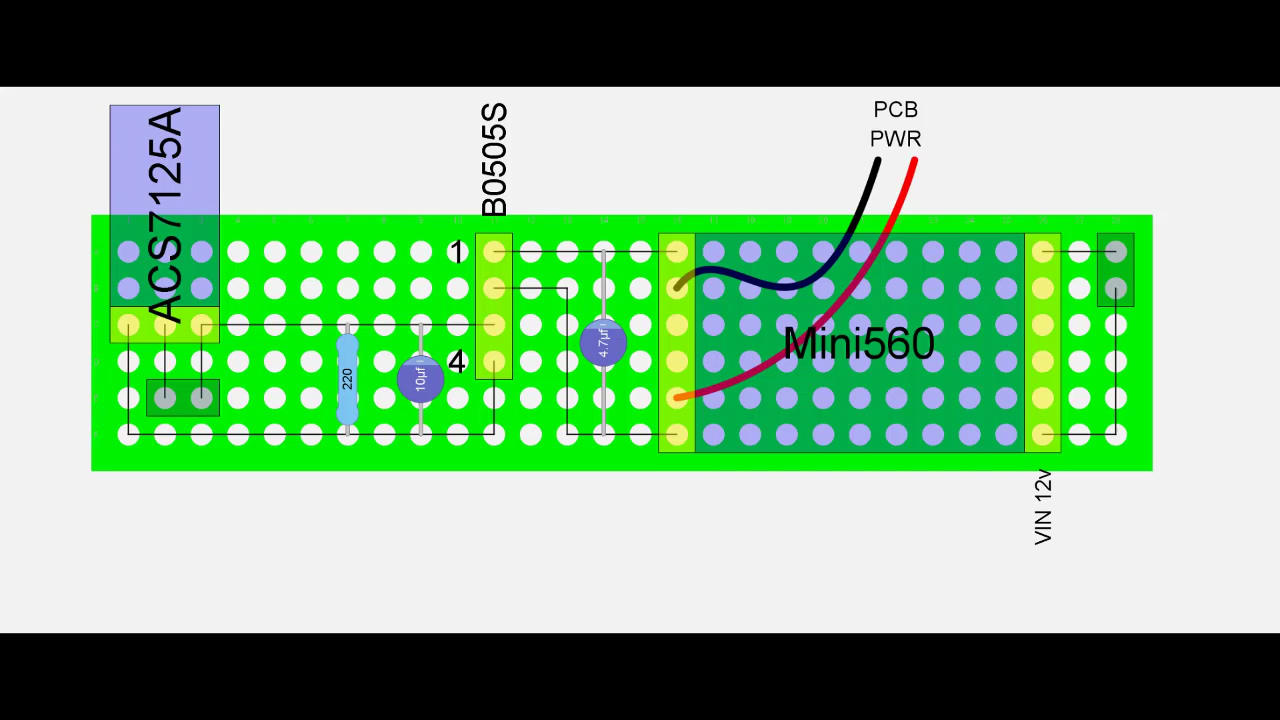 PCB
PWR
ACS7125A
B0505S
1
4
220
10µf
4.7µf
Mini560
VIN 12v